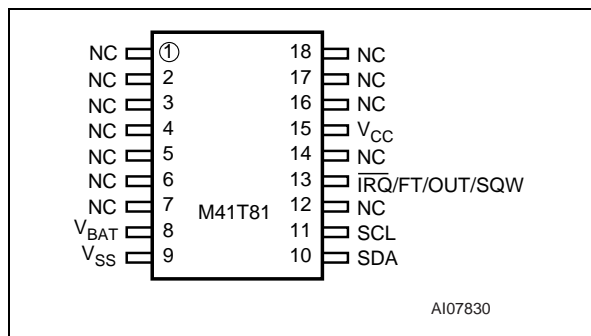 NC 1 18 NC
NC 2 17 NC
NC 3 16 NC
NC 4 15 VCC
NC 5 14 NC
NC 6 13 IRQ/FT/OUT/SQW
NC 7 M41T81 12 NC
VBAT 8 11 SCL
VSS 9 10 SDA
AI07830